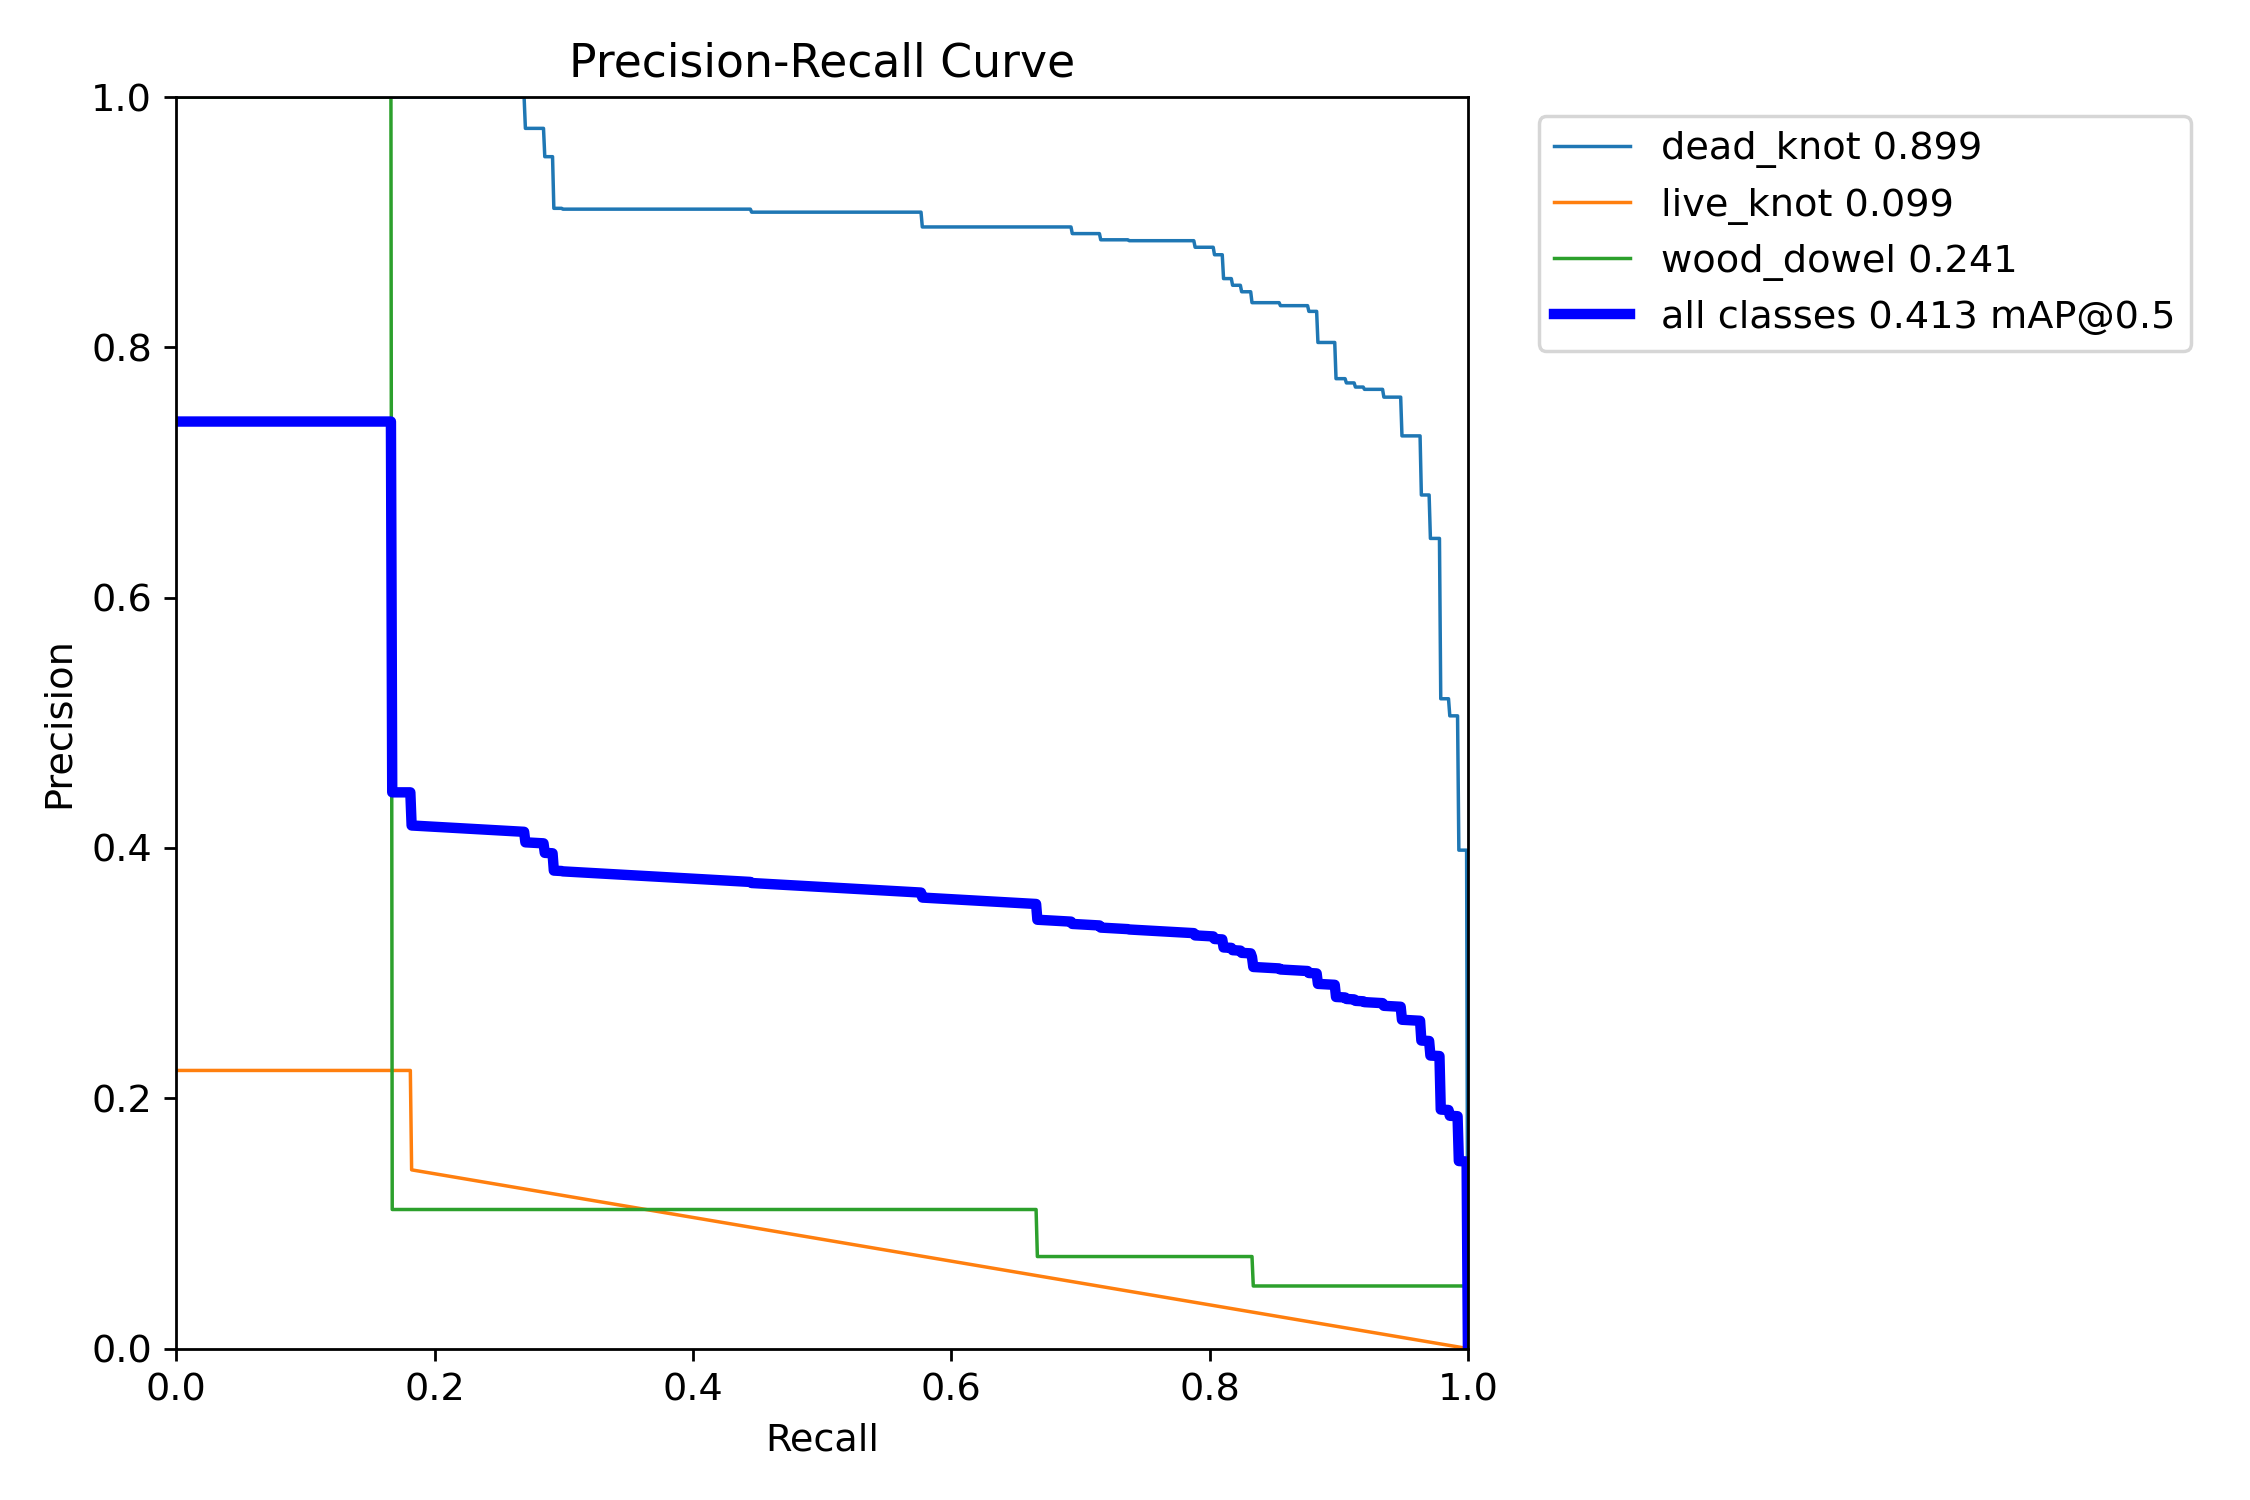 Precision-Recall Curve
1.0
0.8
0.6
0.4
0.2
0.0
Precision
0.0 0.2 0.4 0.6 0.8 1.0
Recall
dead_knot 0.899
live_knot 0.099
wood_dowel 0.241
all classes 0.413 mAP@0.5